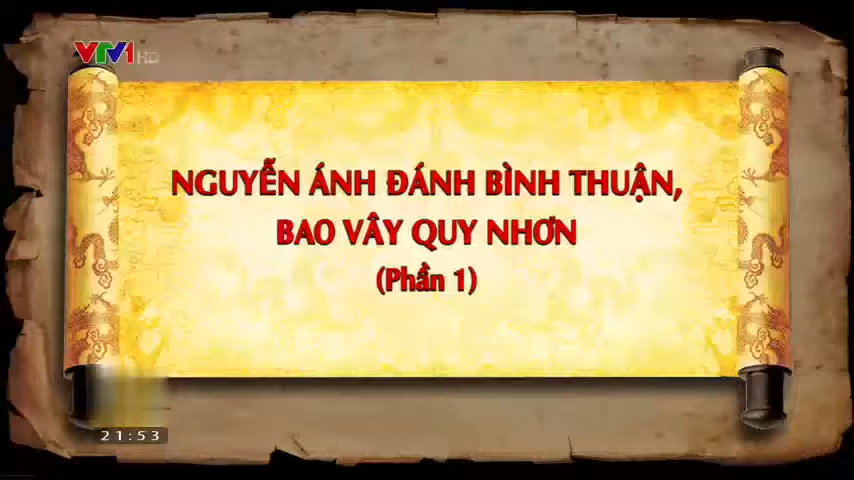 VTV1 HD
NGUYỄN ÁNH ĐÁNH BÌNH THUẬN,
BAO VÂY QUY NHƠN
(Phần 1)
21:53